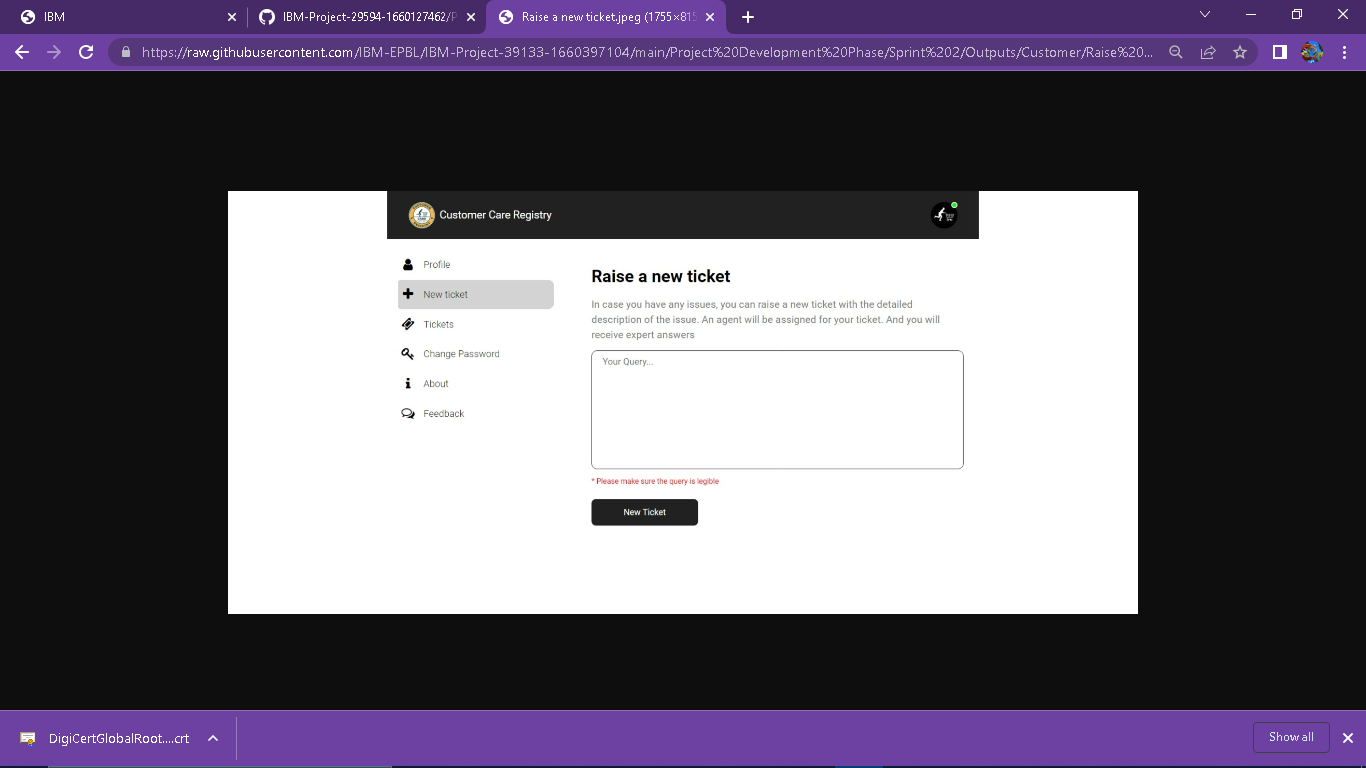 IBM
IBM-Project-29594-1660127462/P
Raise a new ticket.jpeg (1755×815
https://raw.githubusercontent.com/IBM-EPBL/IBM-Project-39133-1660397104/main/Project%20Development%20Phase/Sprint%202/Outputs/Customer/Raise%20...
Customer Care Registry
Profile
New ticket
Tickets
Change Password
About
Feedback
Raise a new ticket
In case you have any issues, you can raise a new ticket with the detailed
description of the issue. An agent will be assigned for your ticket. And you will
receive expert answers
Your Query...
* Please make sure the query is legible
New Ticket
DigiCertGlobalRoot....crt
Show all